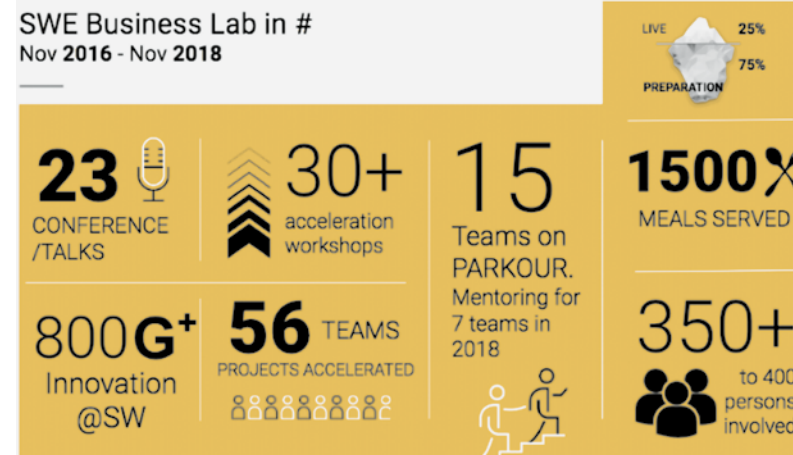 SWE Business Lab in #
Nov 2016 - Nov 2018
LIVE 25%
75%
PREPARATION
23
CONFERENCE
/TALKS
30+
acceleration
workshops
15
Teams on
PARKOUR.
Mentoring for
7 teams in
2018
1500
MEALS SERVED
800G+
Innovation
@SW
56 TEAMS
PROJECTS ACCELERATED
350+
to 400
persons
involved